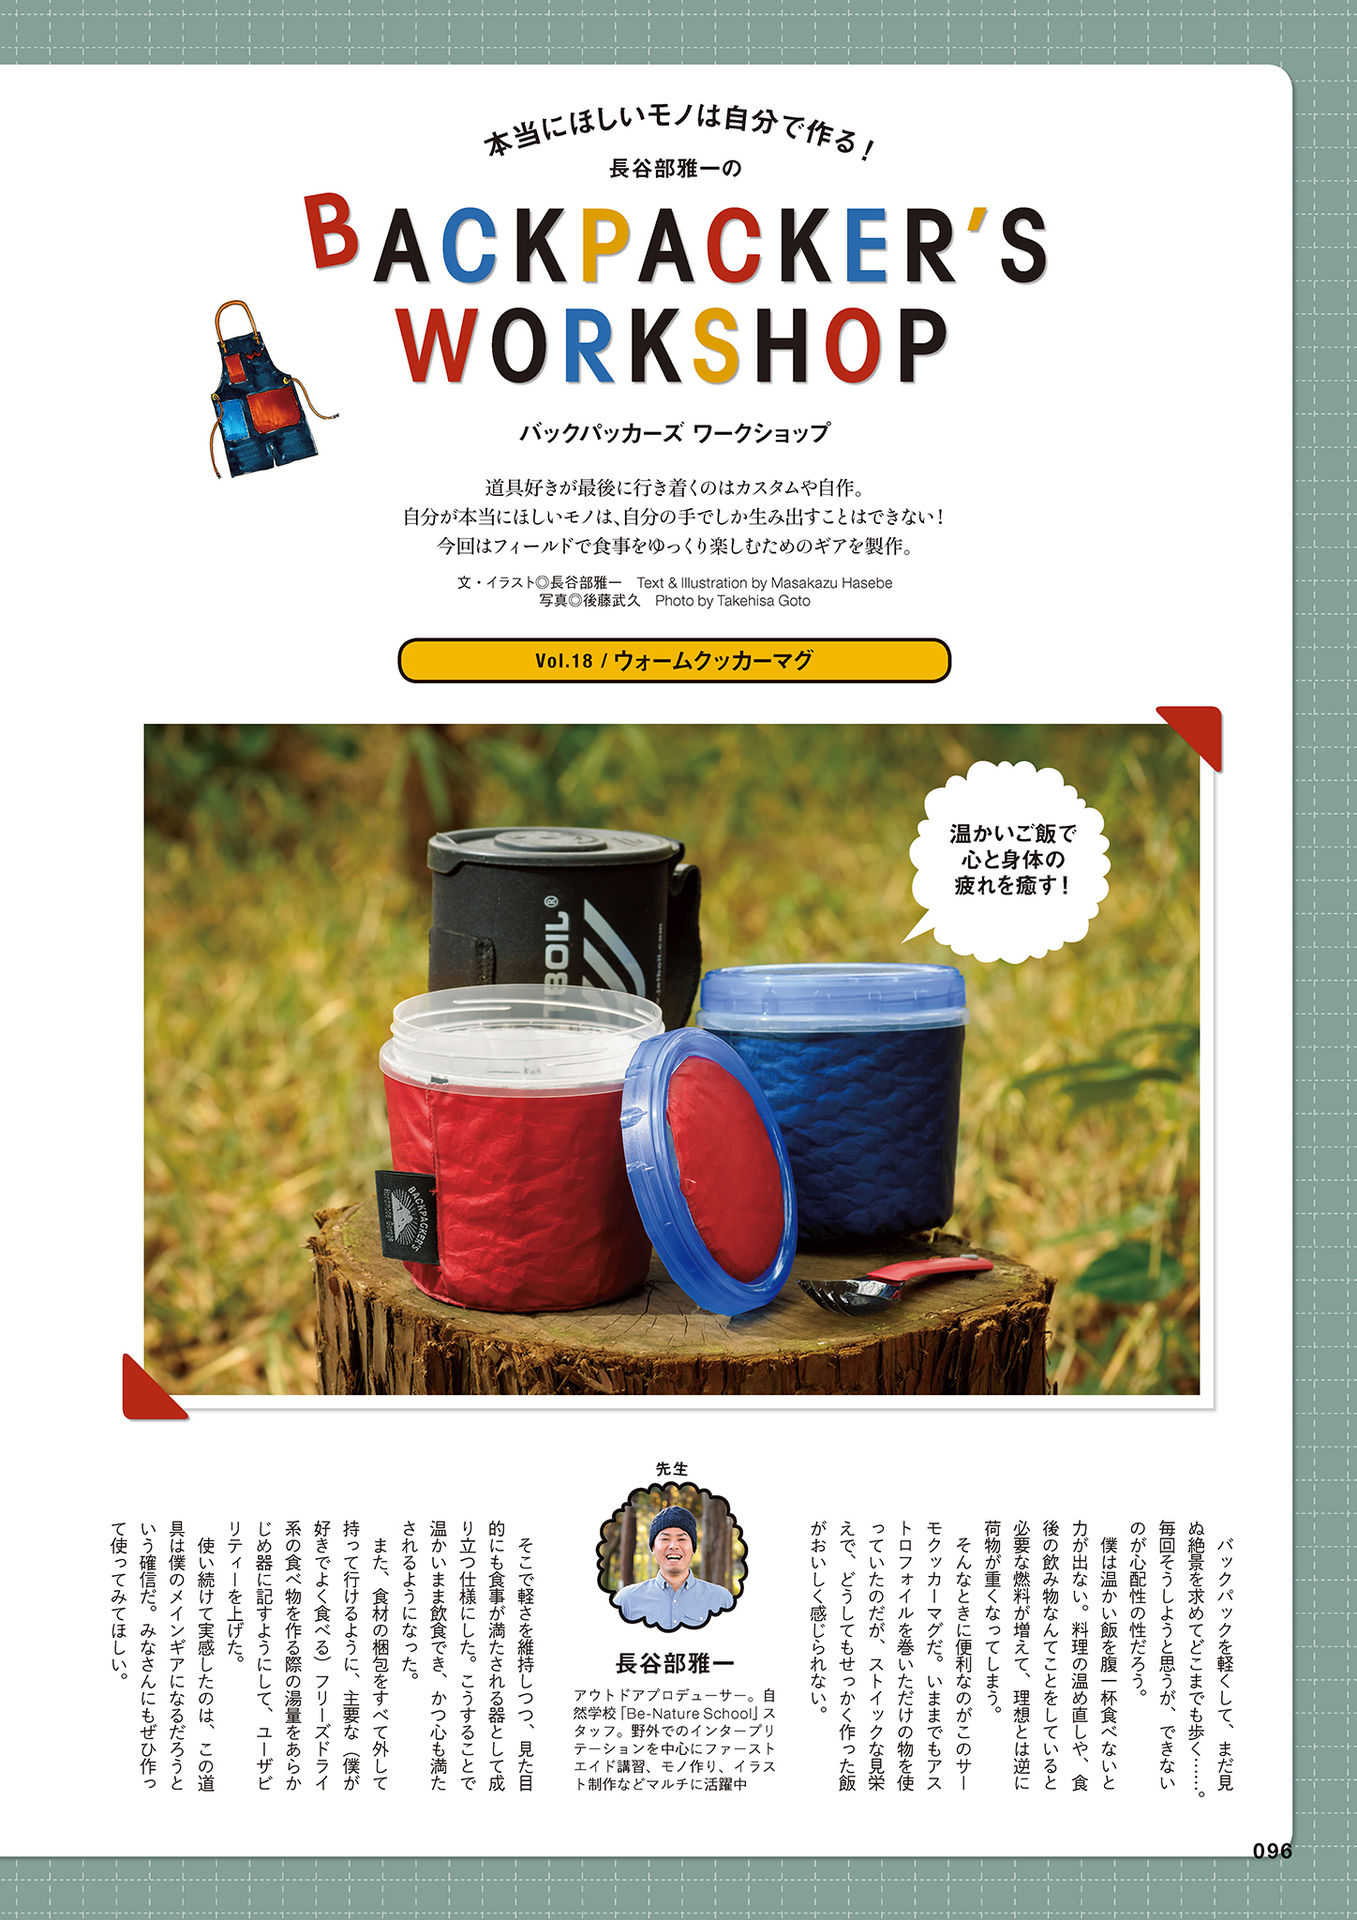 本当にほしいモノは自分で作る！
長谷部雅一の
BACKPACKER'S
WORKSHOP
バックパッカーズ ワークショップ
道具好きが最後に行き着くのはカスタムや自作。
自分が本当にほしいモノは、自分の手でしか生み出すことはできない！
今回はフィールドで食事をゆっくり楽しむためのギアを製作。
文・イラスト◎長谷部雅一　Text & Illustration by Masakazu Hasebe
写真◎後藤武久　Photo by Takehisa Goto
Vol.18 / ウォームクッカーマグ
温かいご飯で
心と身体の
疲れを癒す！
TBOIL®
BACKPACKER'S
バックパックを軽くして、まだ見
ぬ絶景を求めてどこまでも歩く……。
毎回そうしようと思うが、できない
のが心配性の性だろう。
僕は温かい飯を腹一杯食べないと
力が出ない。料理の温め直しや、食
後の飲み物なんてことをしていると
必要な燃料が増えて、理想とは逆に
荷物が重くなってしまう。
そんなときに便利なのがこのサー
モクッカーマグだ。いままでもアス
トロフォイルを巻いただけの物を使
っていたのだが、ストイックな見栄
えで、どうしてもせっかく作った飯
がおいしく感じられない。
先生
長谷部雅一
アウトドアプロデューサー。自
然学校「Be-Nature School」ス
タッフ。野外でのインタープリ
テーションを中心にファースト
エイド講習、モノ作り、イラス
ト制作などマルチに活躍中
そこで軽さを維持しつつ、見た目
的にも食事が満たされる器として成
り立つ仕様にした。こうすることで
温かいまま飲食でき、かつ心も満た
されるようになった。
また、食材の梱包をすべて外して
持って行けるように、主要な（僕が
好きでよく食べる）フリーズドライ
系の食べ物を作る際の湯量をあらか
じめ器に記すようにして、ユーザビ
リティーを上げた。
使い続けて実感したのは、この道
具は僕のメインギアになるだろうと
いう確信だ。みなさんにもぜひ作っ
て使ってみてほしい。
096